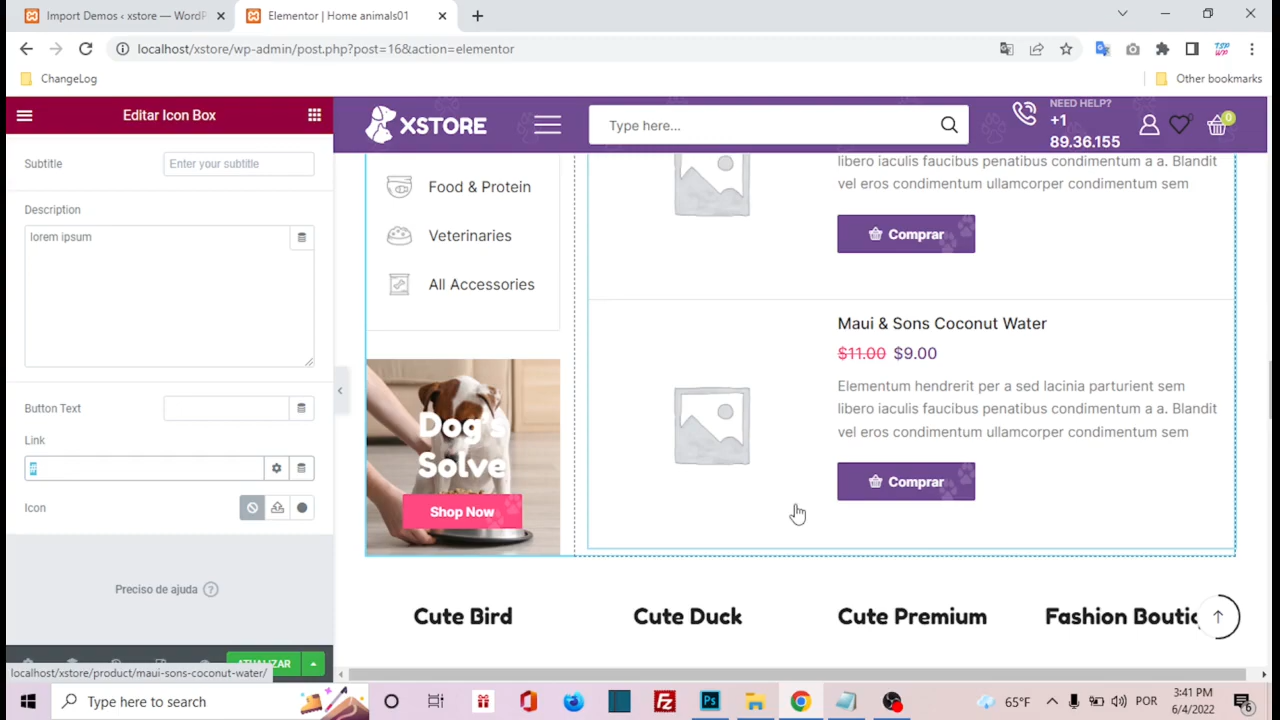 Import Demos ‹ xstore — WordP
Elementor | Home animals01
localhost/xstore/wp-admin/post.php?post=16&action=elementor
ChangeLog
Other bookmarks
Editar Icon Box
XSTORE
Type here...
NEED HELP?
+1
89.36.155
0
Subtitle
Enter your subtitle
Description
lorem ipsum
Button Text
Link
#
Icon
Preciso de ajuda
ATUALIZAR
Food & Protein
Veterinaries
All Accessories
Dog's
Solve
Shop Now
libero iaculis faucibus penatibus condimentum a a. Blandit
vel eros condimentum ullamcorper condimentum sem
Comprar
Maui & Sons Coconut Water
$11.00 $9.00
Elementum hendrerit per a sed lacinia parturient sem
libero iaculis faucibus penatibus condimentum a a. Blandit
vel eros condimentum ullamcorper condimentum sem
Comprar
Cute Bird
Cute Duck
Cute Premium
Fashion Boutic
localhost/xstore/product/maui-sons-coconut-water/
Type here to search
65°F
POR
3:41 PM
6/4/2022
6